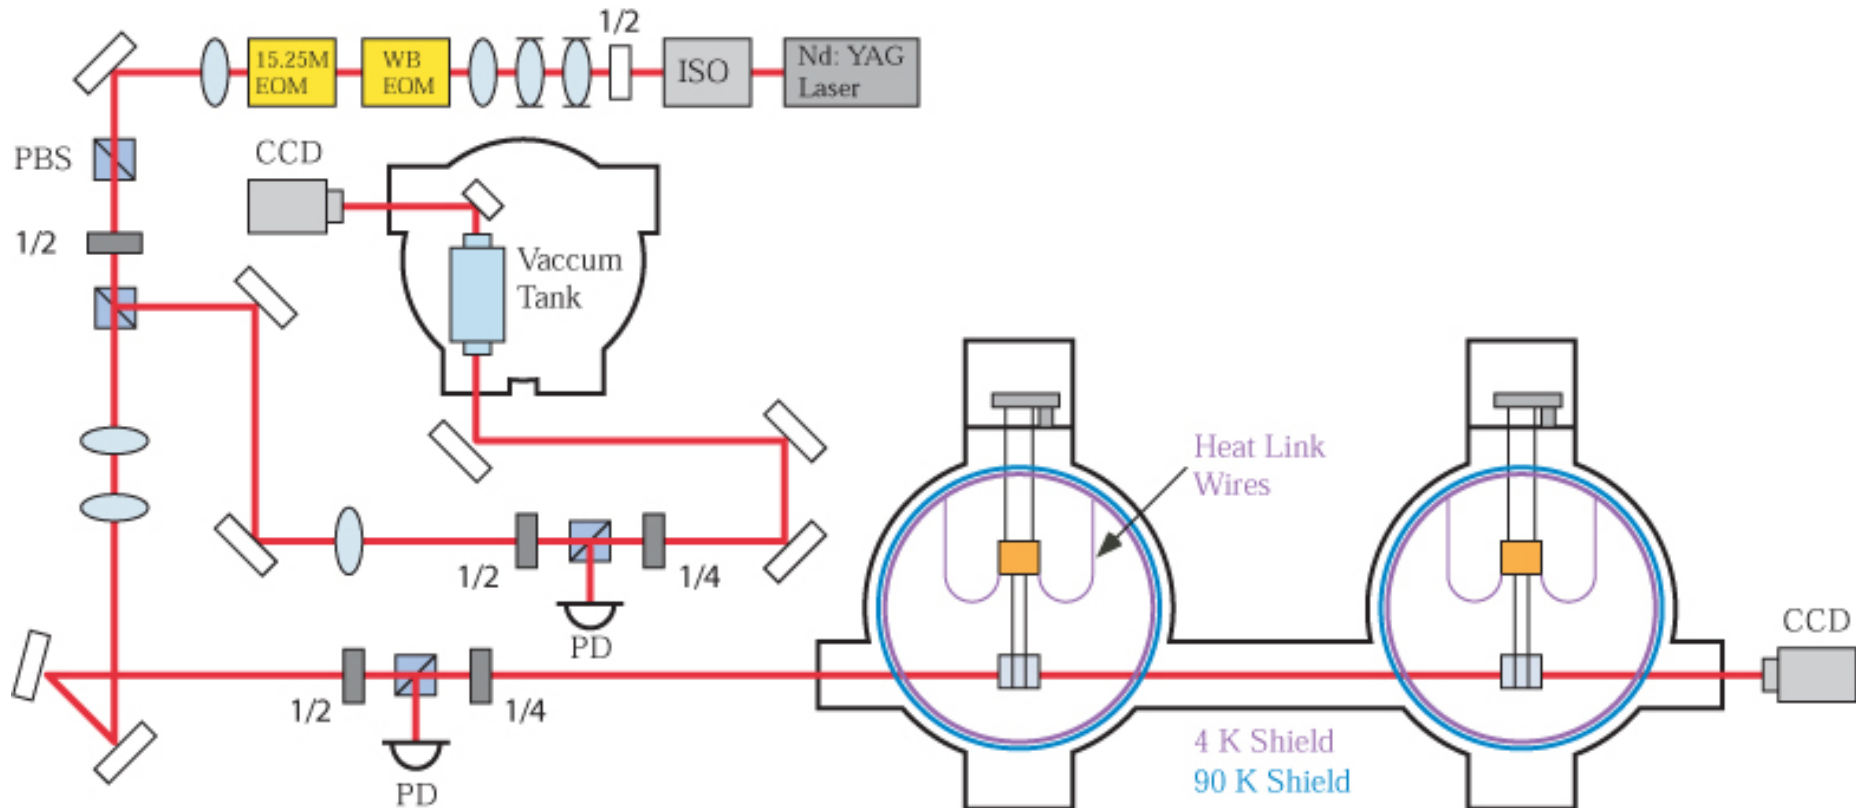 1/2
15.25M
EOM
WB
EOM
ISO
Nd: YAG
Laser
PBS
CCD
1/2
Vaccum
Tank
Heat Link
Wires
1/2
1/4
PD
CCD
1/2
1/4
PD
4 K Shield
90 K Shield